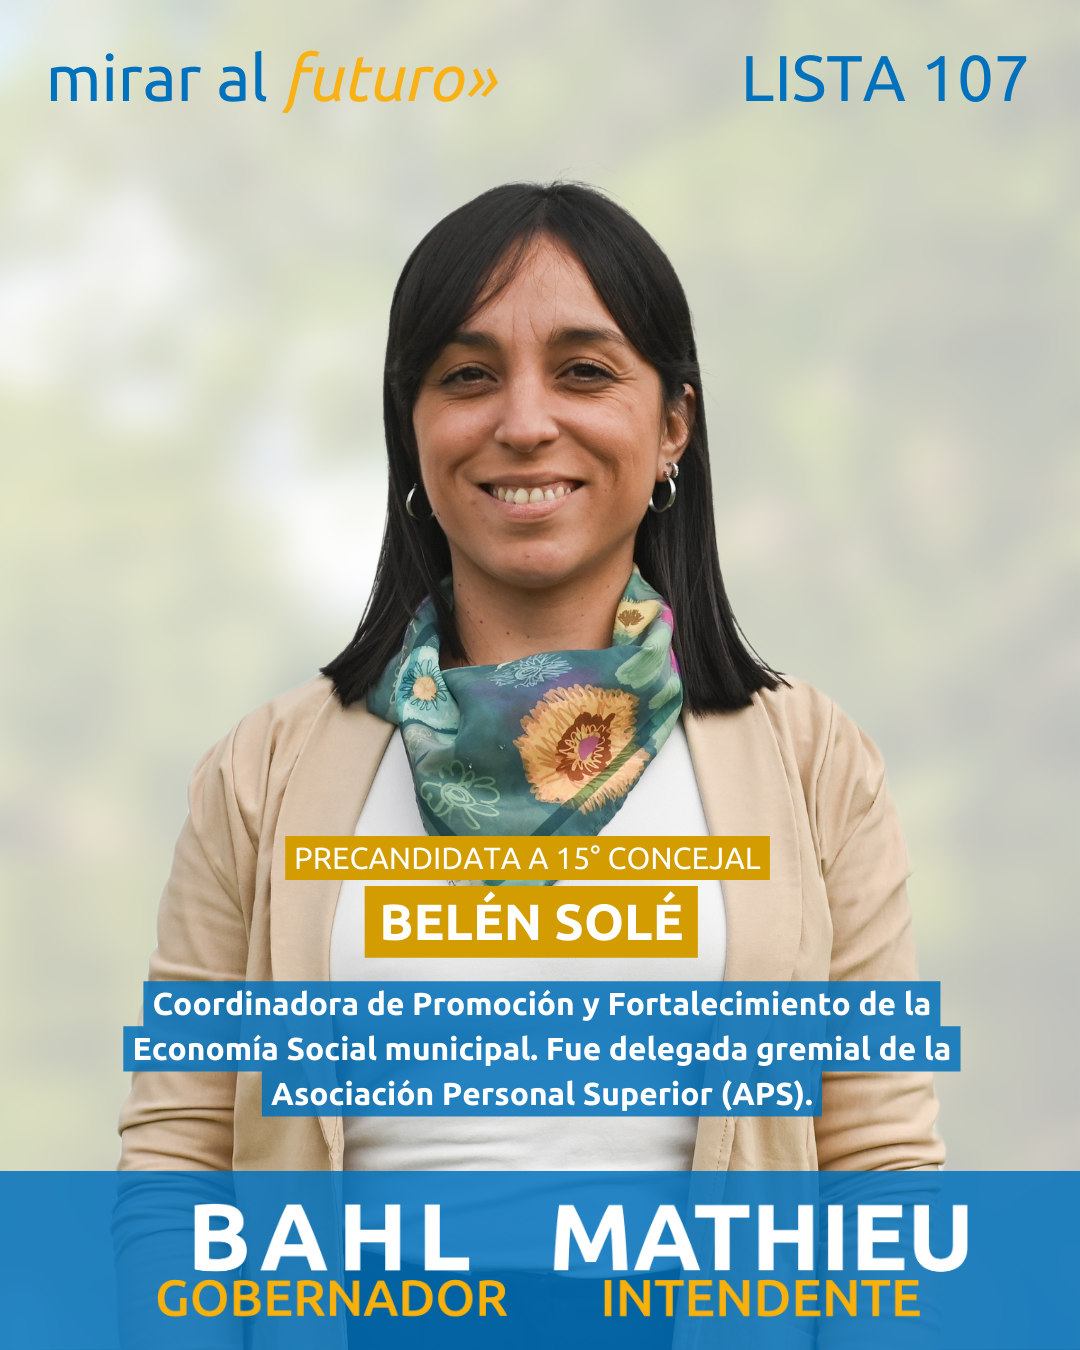 mirar al futuro»
LISTA 107
PRECANDIDATA A 15° CONCEJAL
BELÉN SOLÉ
Coordinadora de Promoción y Fortalecimiento de la
Economía Social municipal. Fue delegada gremial de la
Asociación Personal Superior (APS).
BAHL MATHIEU
GOBERNADOR INTENDENTE